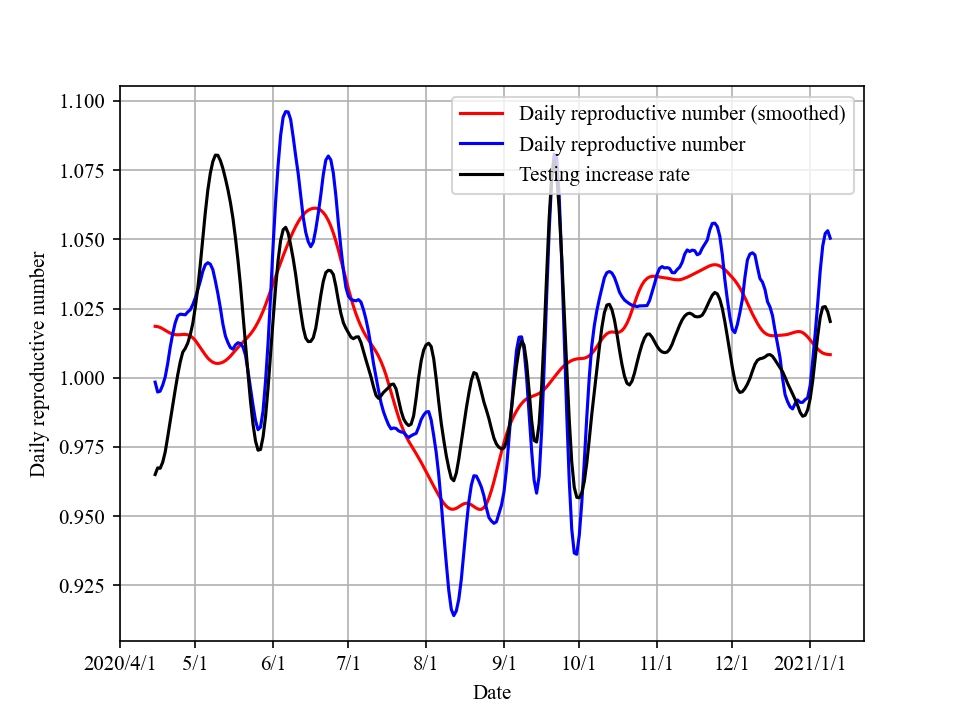 Daily reproductive number (smoothed)
Daily reproductive number
Testing increase rate
Daily reproductive number
1.100
1.075
1.050
1.025
1.000
0.975
0.950
0.925
2020/4/1 5/1 6/1 7/1 8/1 9/1 10/1 11/1 12/1 2021/1/1
Date